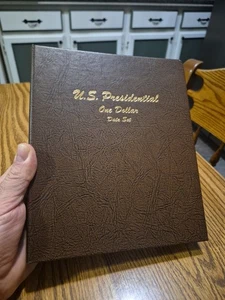 U.S. Presidential
One Dollar
Date Set